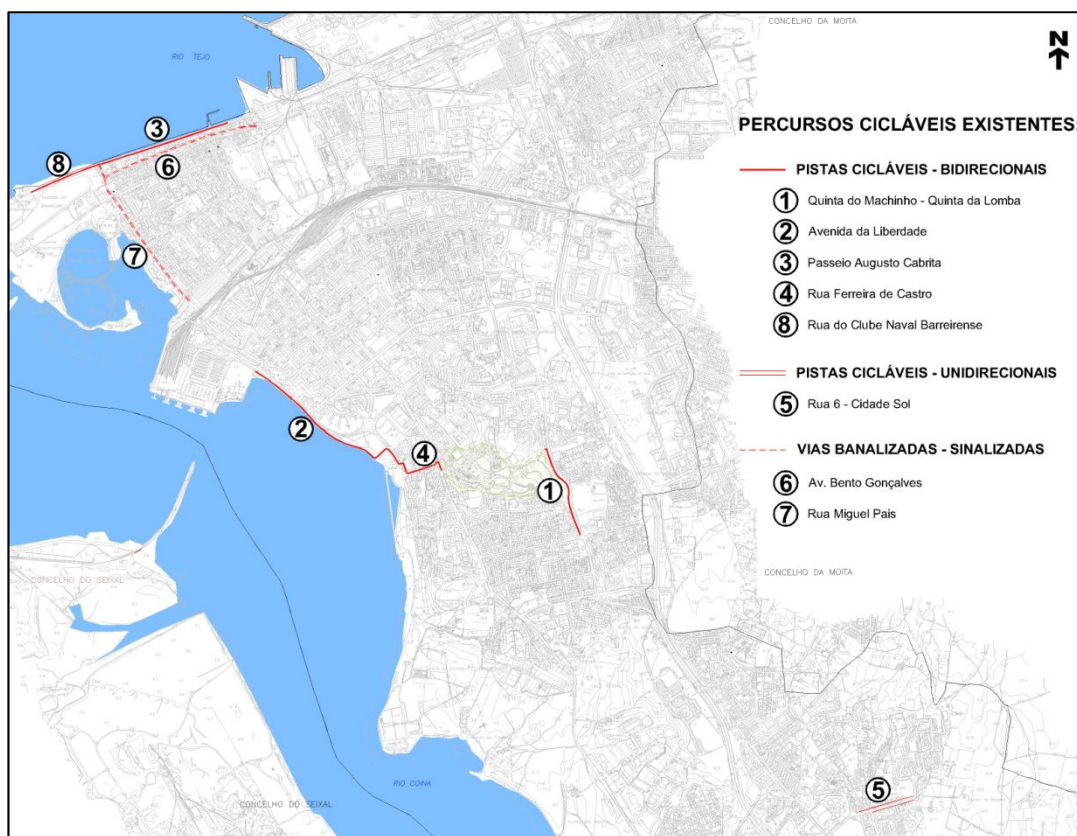 CONCELHO DA MOITA
N
RIO TEJO
PERCURSOS CICLÁVEIS EXISTENTES:
PISTAS CICLÁVEIS - BIDIRECIONAIS
1 Quinta do Machinho - Quinta da Lomba
2 Avenida da Liberdade
3 Passeio Augusto Cabrita
4 Rua Ferreira de Castro
8 Rua do Clube Naval Barreirense
PISTAS CICLÁVEIS - UNIDIRECIONAIS
5 Rua 6 - Cidade Sol
VIAS BANALIZADAS - SINALIZADAS
6 Av. Bento Gonçalves
7 Rua Miguel Pais
3
8
6
7
2
4
1
CONCELHO DA MOITA
CONCELHO DO SEIXAL
RIO COINA
CONCELHO DO SEIXAL
5